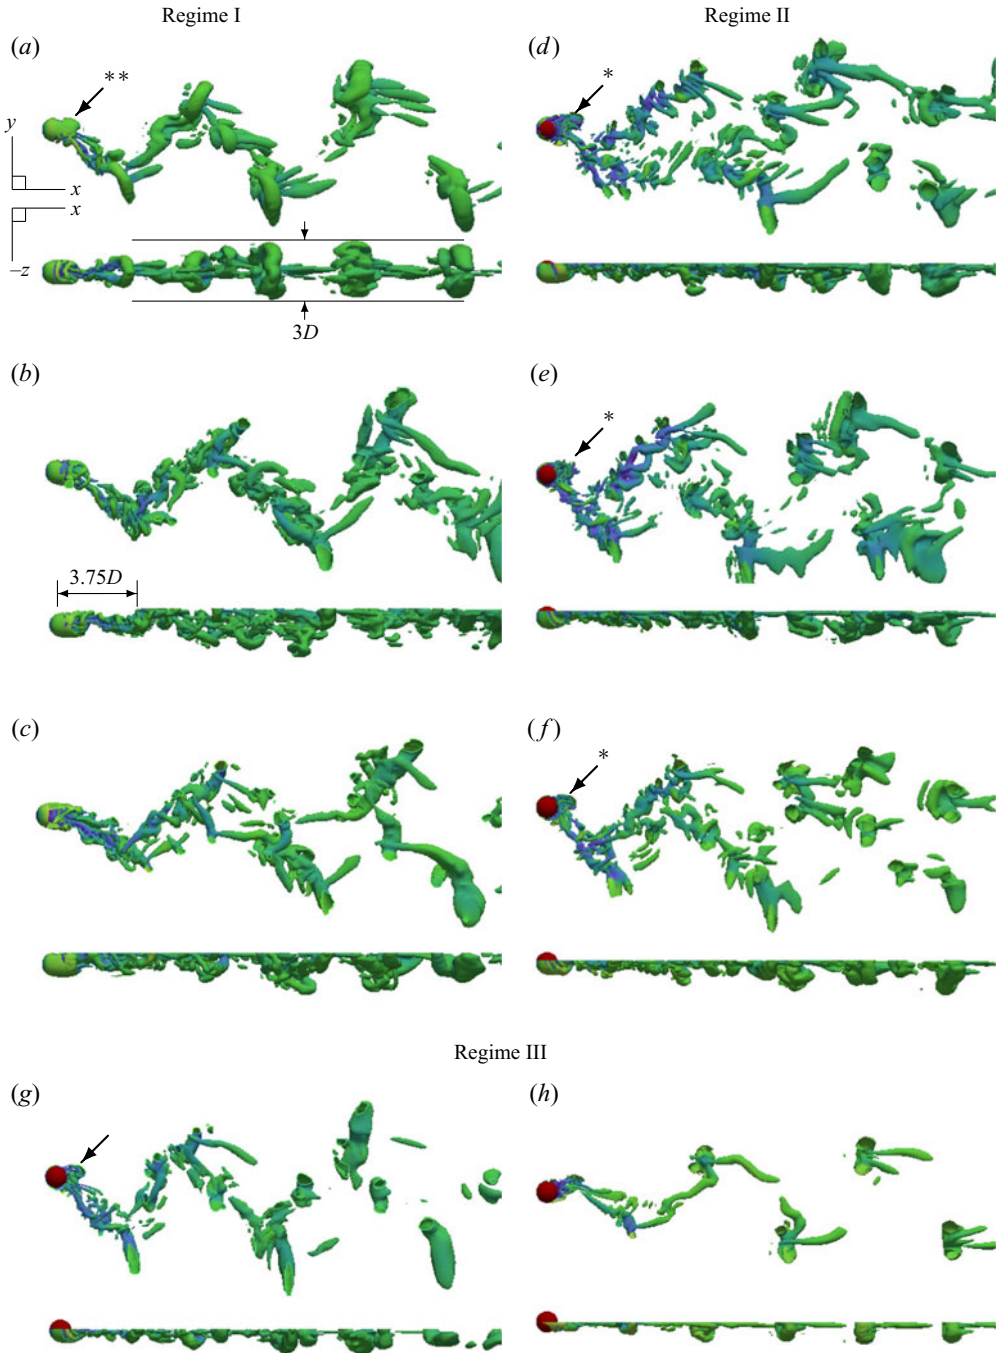 Regime I
Regime II
(a)
(d)
**
*
y
x
x
−z
3D
(b)
(e)
*
3.75D
(c)
(f)
*
Regime III
(g)
(h)